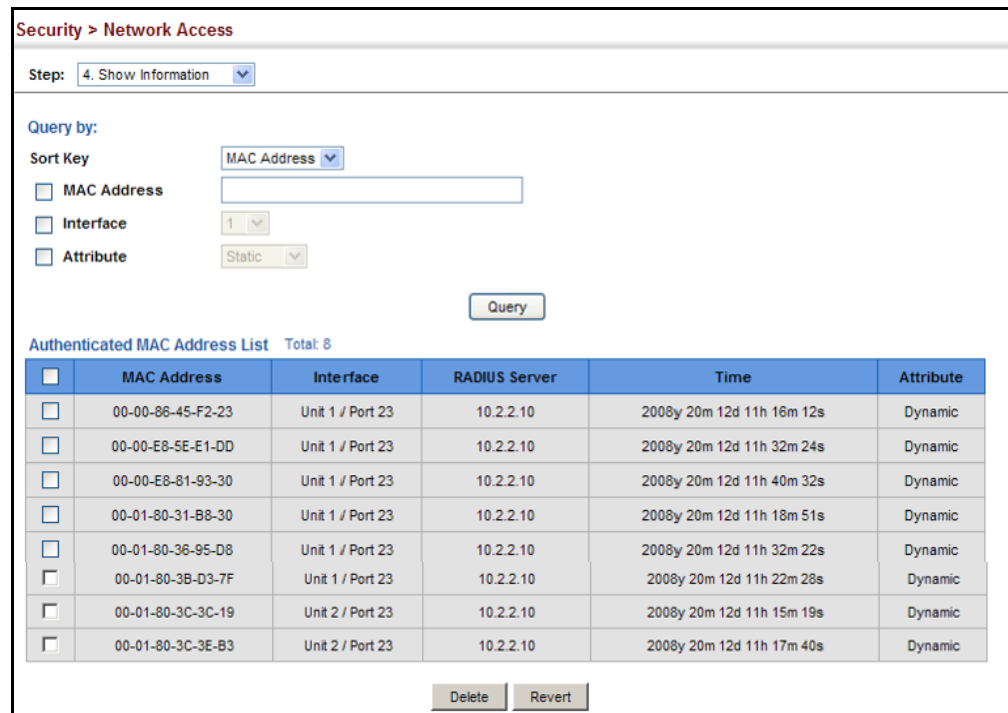 Security > Network Access
Step: 4. Show Information
Query by:
Sort Key MAC Address
MAC Address
Interface 1
Attribute Static
Query
Authenticated MAC Address List Total: 8
MAC Address Interface RADIUS Server Time Attribute
00-00-86-45-F2-23 Unit 1 / Port 23 10.2.2.10 2008y 20m 12d 11h 16m 12s Dynamic
00-00-E8-5E-E1-DD Unit 1 / Port 23 10.2.2.10 2008y 20m 12d 11h 32m 24s Dynamic
00-00-E8-81-93-30 Unit 1 / Port 23 10.2.2.10 2008y 20m 12d 11h 40m 32s Dynamic
00-01-80-31-B8-30 Unit 1 / Port 23 10.2.2.10 2008y 20m 12d 11h 18m 51s Dynamic
00-01-80-36-95-D8 Unit 1 / Port 23 10.2.2.10 2008y 20m 12d 11h 32m 22s Dynamic
00-01-80-3B-D3-7F Unit 1 / Port 23 10.2.2.10 2008y 20m 12d 11h 22m 28s Dynamic
00-01-80-3C-3C-19 Unit 2 / Port 23 10.2.2.10 2008y 20m 12d 11h 15m 19s Dynamic
00-01-80-3C-3E-B3 Unit 2 / Port 23 10.2.2.10 2008y 20m 12d 11h 17m 40s Dynamic
Delete Revert